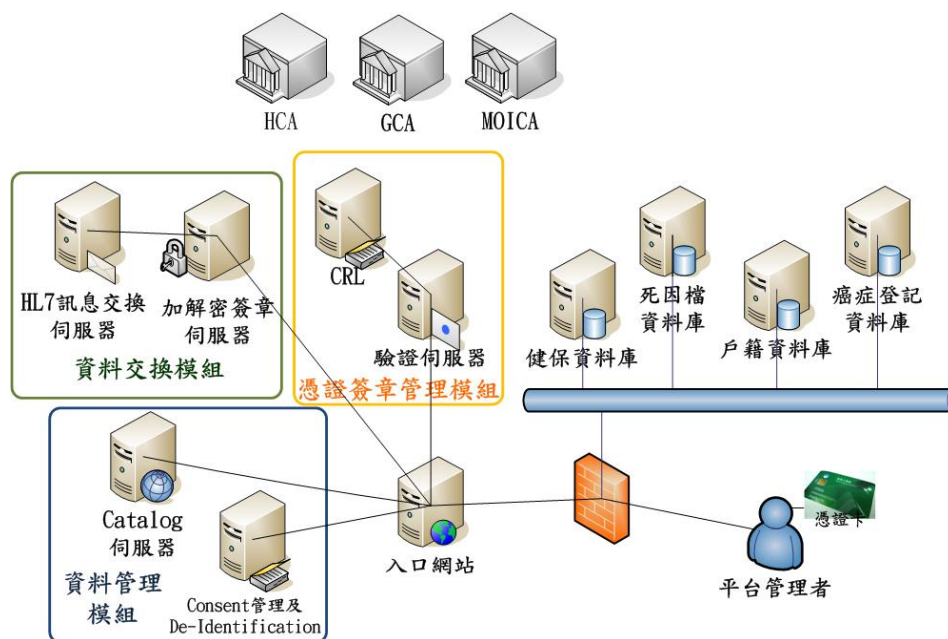 HCA
GCA
MOICA
CRL
驗證伺服器
憑證簽章管理模組
HL7訊息交換
伺服器
加解密簽章
伺服器
資料交換模組
健保資料庫
死因檔
資料庫
戶籍資料庫
癌症登記
資料庫
Catalog
伺服器
資料管理
模組
Consent管理及
De-Identification
入口網站
憑證卡
平台管理者